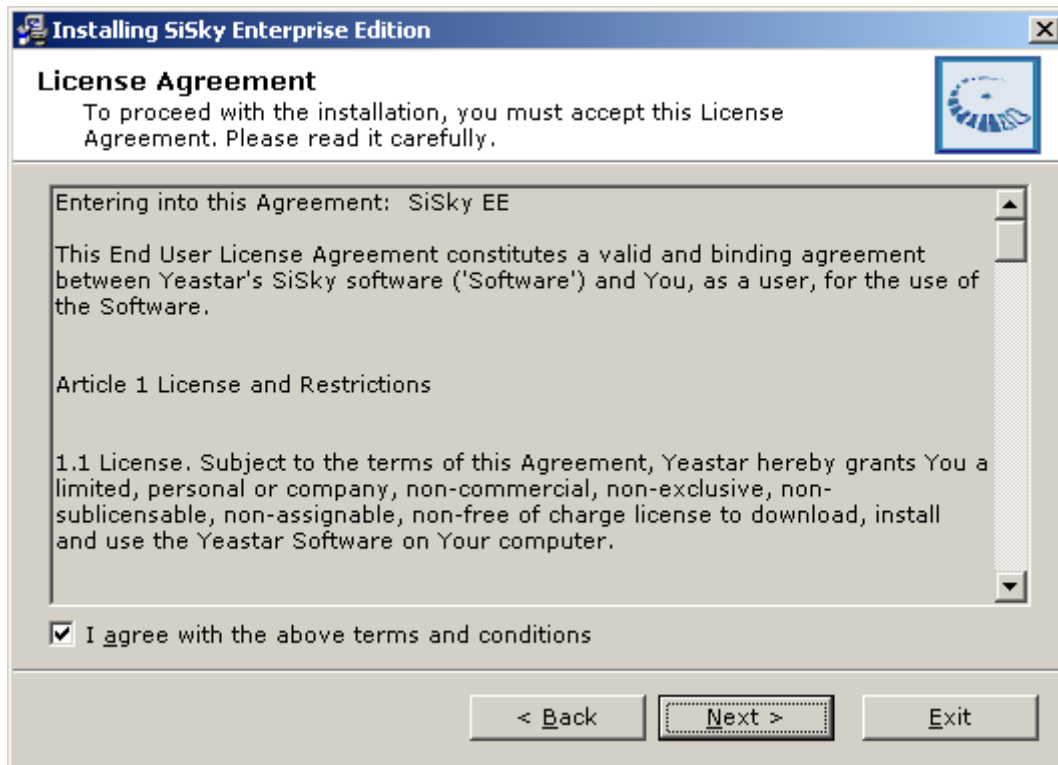 Installing SiSky Enterprise Edition
License Agreement
To proceed with the installation, you must accept this License
Agreement. Please read it carefully.
Entering into this Agreement:  SiSky EE
This End User License Agreement constitutes a valid and binding agreement
between Yeastar's SiSky software ('Software') and You, as a user, for the use of
the Software.
Article 1 License and Restrictions
1.1 License. Subject to the terms of this Agreement, Yeastar hereby grants You a
limited, personal or company, non-commercial, non-exclusive, non-
sublicensable, non-assignable, non-free of charge license to download, install
and use the Yeastar Software on Your computer.
I agree with the above terms and conditions
< Back
Next >
Exit